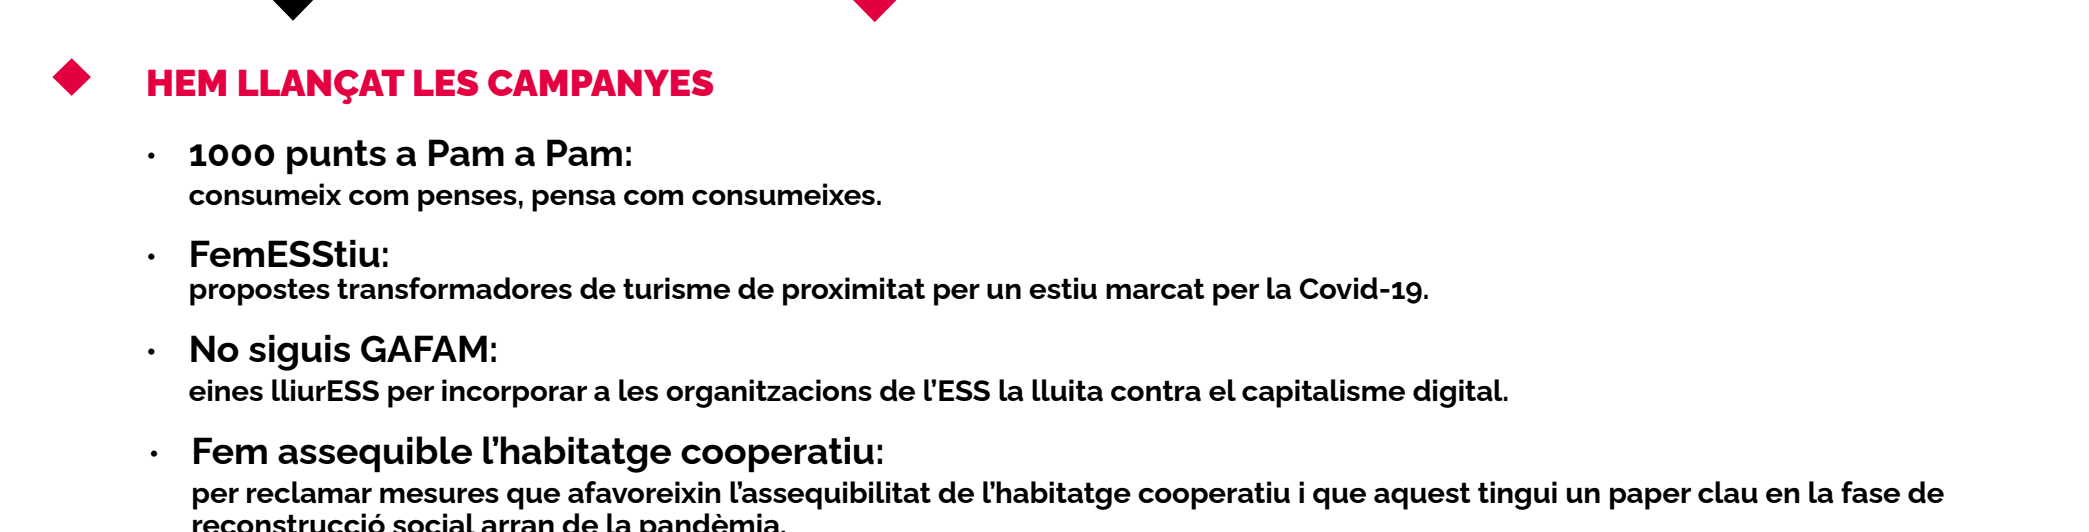 HEM LLANÇAT LES CAMPANYES
• 1000 punts a Pam a Pam:
consumeix com penses, pensa com consumeixes.
• FemESStiu:
propostes transformadores de turisme de proximitat per un estiu marcat per la Covid-19.
• No siguis GAFAM:
eines lliurESS per incorporar a les organitzacions de l’ESS la lluita contra el capitalisme digital.
• Fem assequible l’habitatge cooperatiu:
per reclamar mesures que afavoreixin l’assequibilitat de l’habitatge cooperatiu i que aquest tingui un paper clau en la fase de
reconstrucció social arran de la pandèmia.